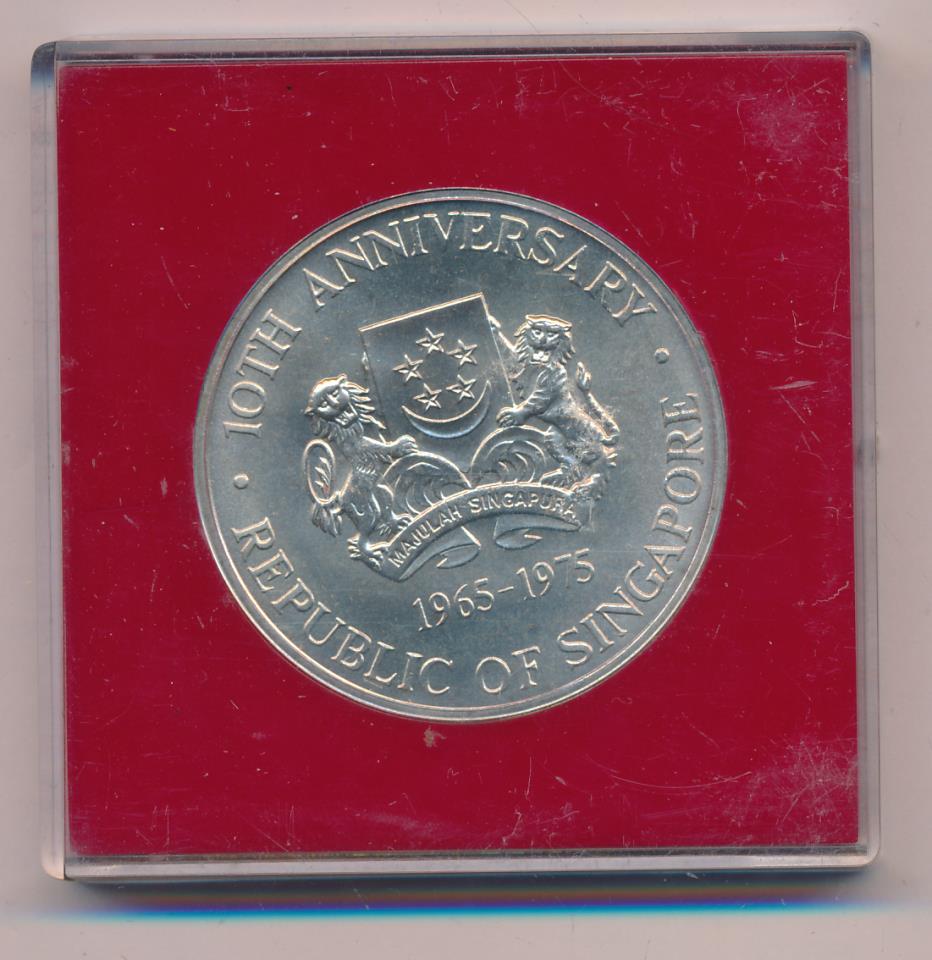 · 10TH ANNIVERSARY ·
REPUBLIC OF SINGAPORE
MAJULAH SINGAPURA
1965-1975